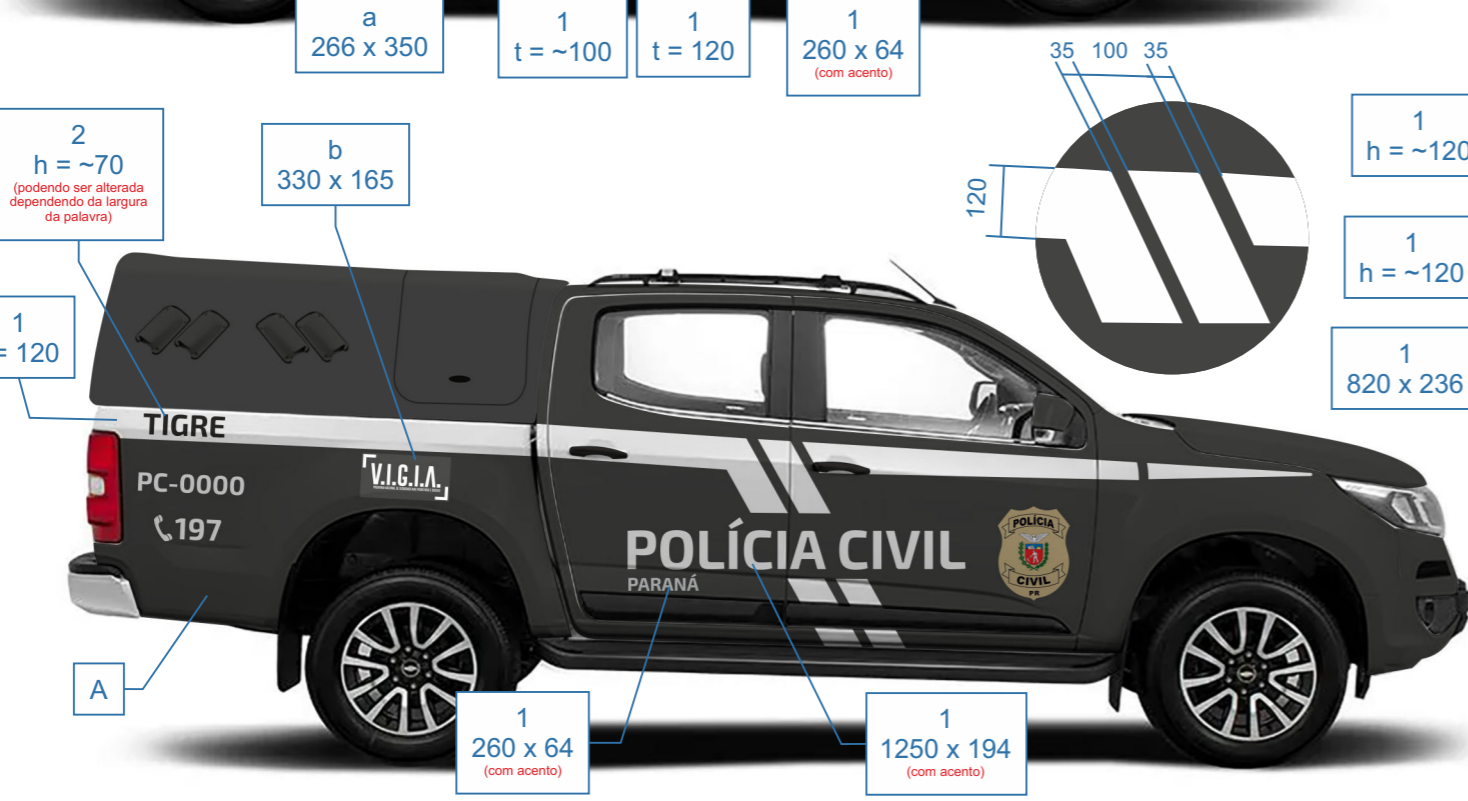 a
266 x 350
1
t = ~100
1
t = 120
1
260 x 64
(com acento)
35 100 35
120
1
h = ~120
1
h = ~120
1
820 x 236
2
h = ~70
(podendo ser alterada
dependendo da largura
da palavra)
b
330 x 165
1
= 120
TIGRE
PC-0000
197
V.I.G.I.A.
POLÍCIA CIVIL
PARANÁ
POLÍCIA
CIVIL
PR
A
1
260 x 64
(com acento)
1
1250 x 194
(com acento)